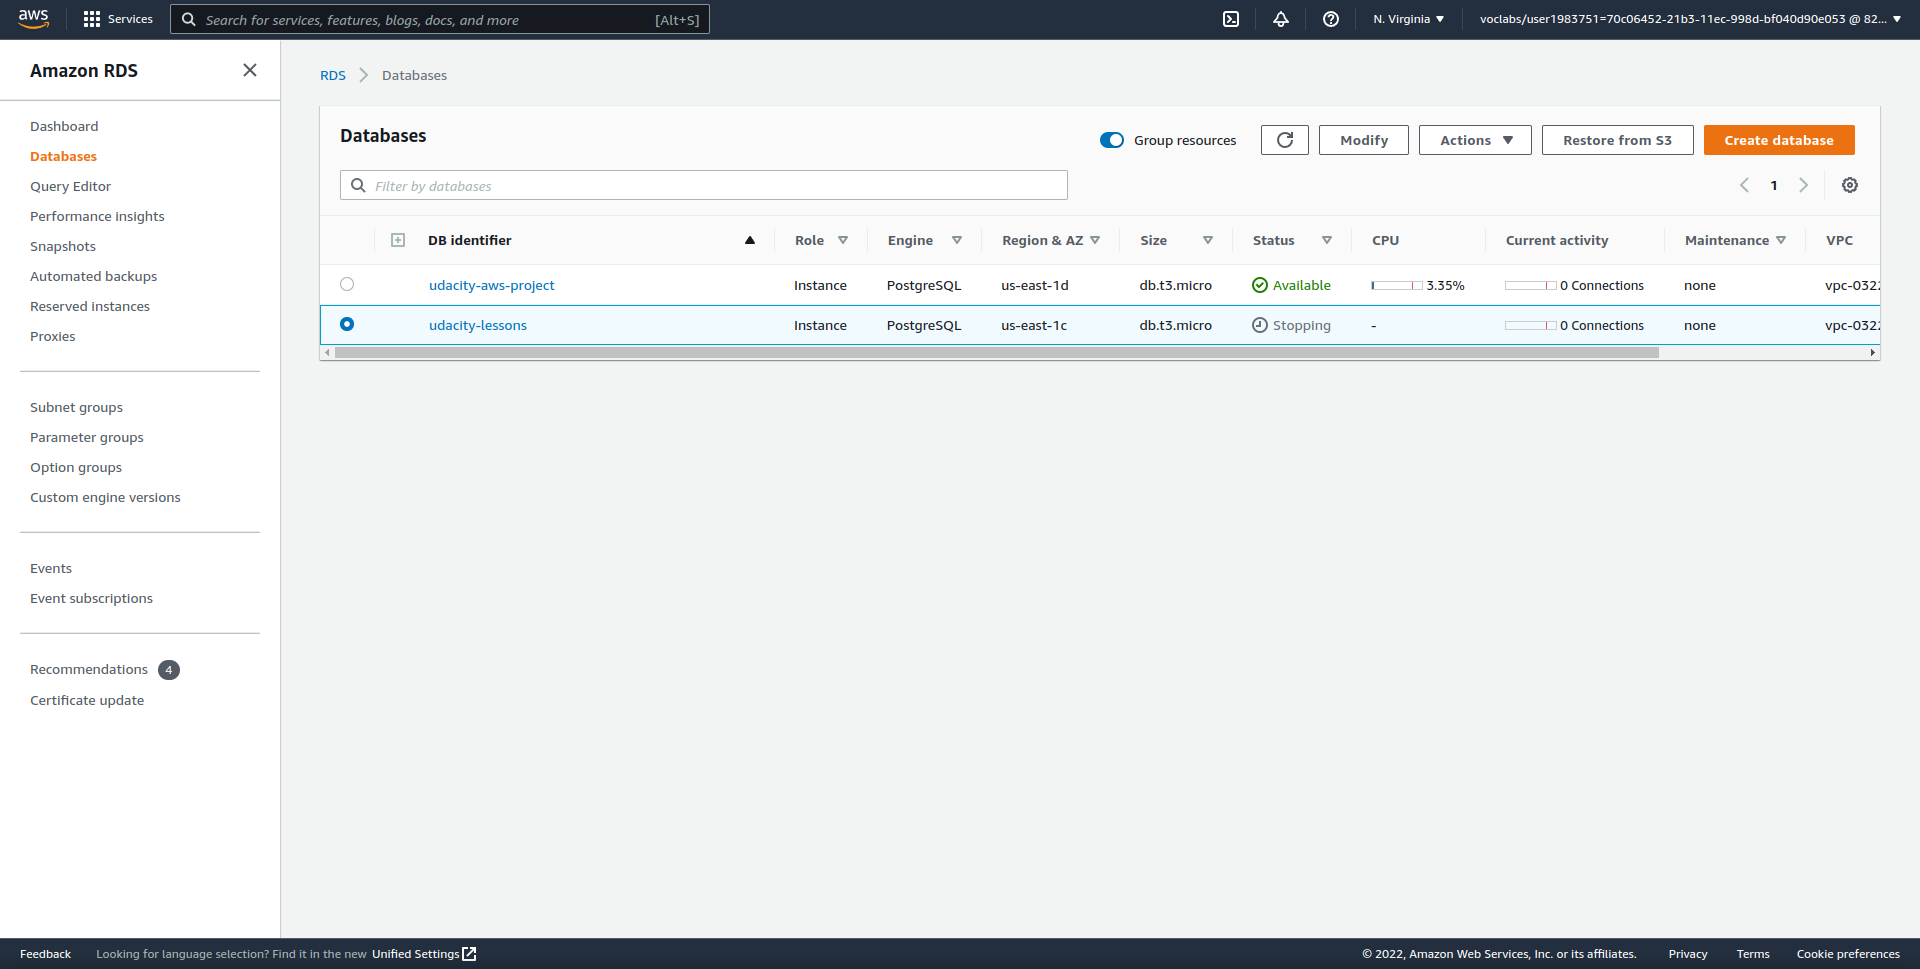 aws
Services
Search for services, features, blogs, docs, and more
[Alt+S]
N. Virginia
voclabs/user1983751=70c06452-21b3-11ec-998d-bf040d90e053 @ 82...
Amazon RDS
Dashboard
Databases
Query Editor
Performance insights
Snapshots
Automated backups
Reserved instances
Proxies
Subnet groups
Parameter groups
Option groups
Custom engine versions
Events
Event subscriptions
Recommendations 4
Certificate update
RDS Databases
Databases
Group resources
Modify
Actions
Restore from S3
Create database
Filter by databases
1
DB identifier Role Engine Region & AZ Size Status CPU Current activity Maintenance VPC
udacity-aws-project Instance PostgreSQL us-east-1d db.t3.micro Available 3.35% 0 Connections none vpc-0322
udacity-lessons Instance PostgreSQL us-east-1c db.t3.micro Stopping - 0 Connections none vpc-0322
Feedback
Looking for language selection? Find it in the new Unified Settings
© 2022, Amazon Web Services, Inc. or its affiliates.
Privacy
Terms
Cookie preferences